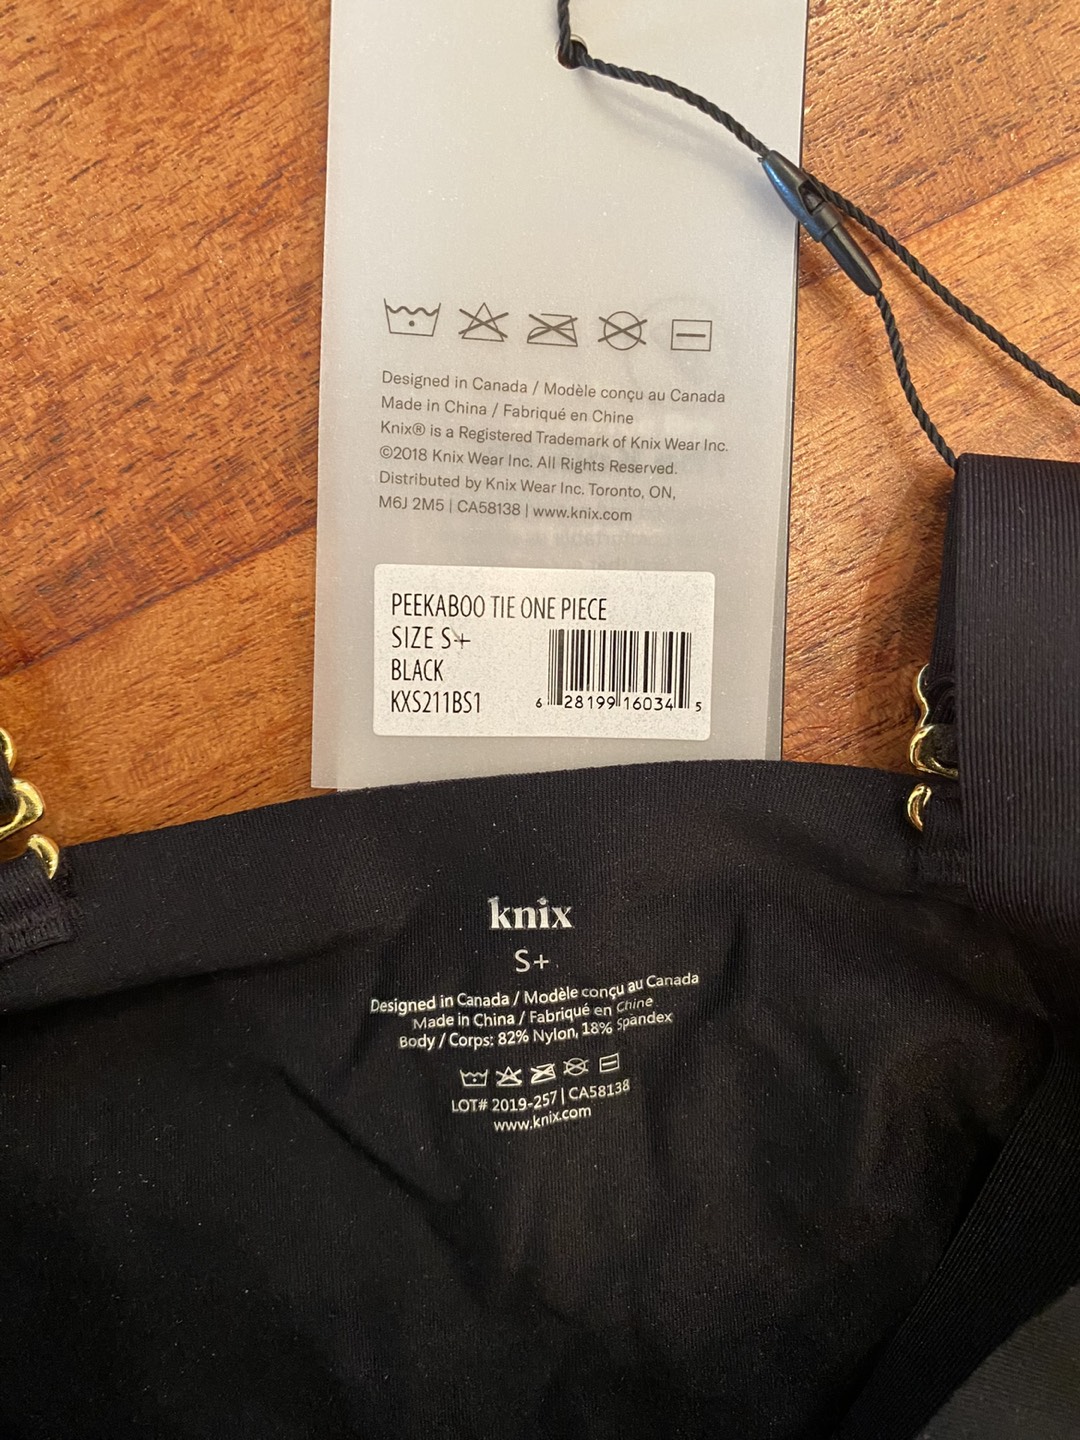 Designed in Canada / Modèle conçu au Canada
Made in China / Fabriqué en Chine
Knix® is a Registered Trademark of Knix Wear Inc.
©2018 Knix Wear Inc. All Rights Reserved.
Distributed by Knix Wear Inc. Toronto, ON,
M6J 2M5 | CA58138 | www.knix.com
PEEKABOO TIE ONE PIECE
SIZE S+
BLACK
KXS211BS1
6 28199 16034 5
knix
S+
Designed in Canada / Modèle conçu au Canada
Made in China / Fabriqué en Chine
Body / Corps: 82% Nylon, 18% Spandex
LOT# 2019-257 | CA58138
www.knix.com